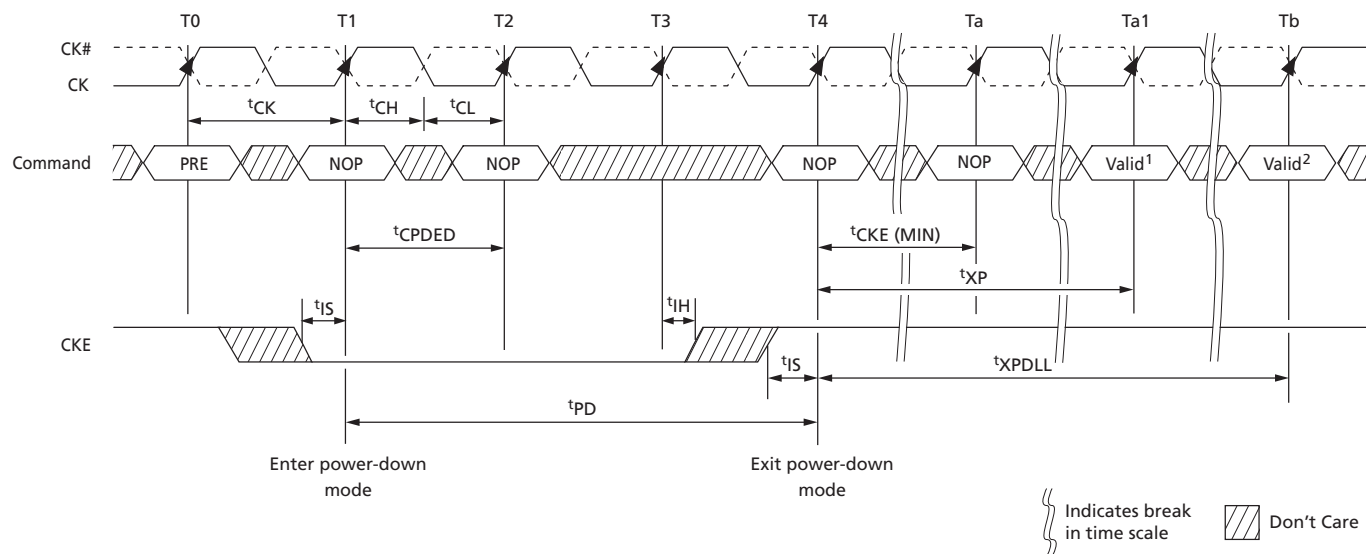 T0 T1 T2 T3 T4 Ta Ta1 Tb
CK#
CK
tCK tCH tCL
Command PRE NOP NOP NOP NOP Valid1 Valid2
tCPDED tCKE (MIN)
tXP
tIS tIH
CKE
tIS tXPDLL
tPD
Enter power-down
mode
Exit power-down
mode
Indicates break
in time scale
Don't Care